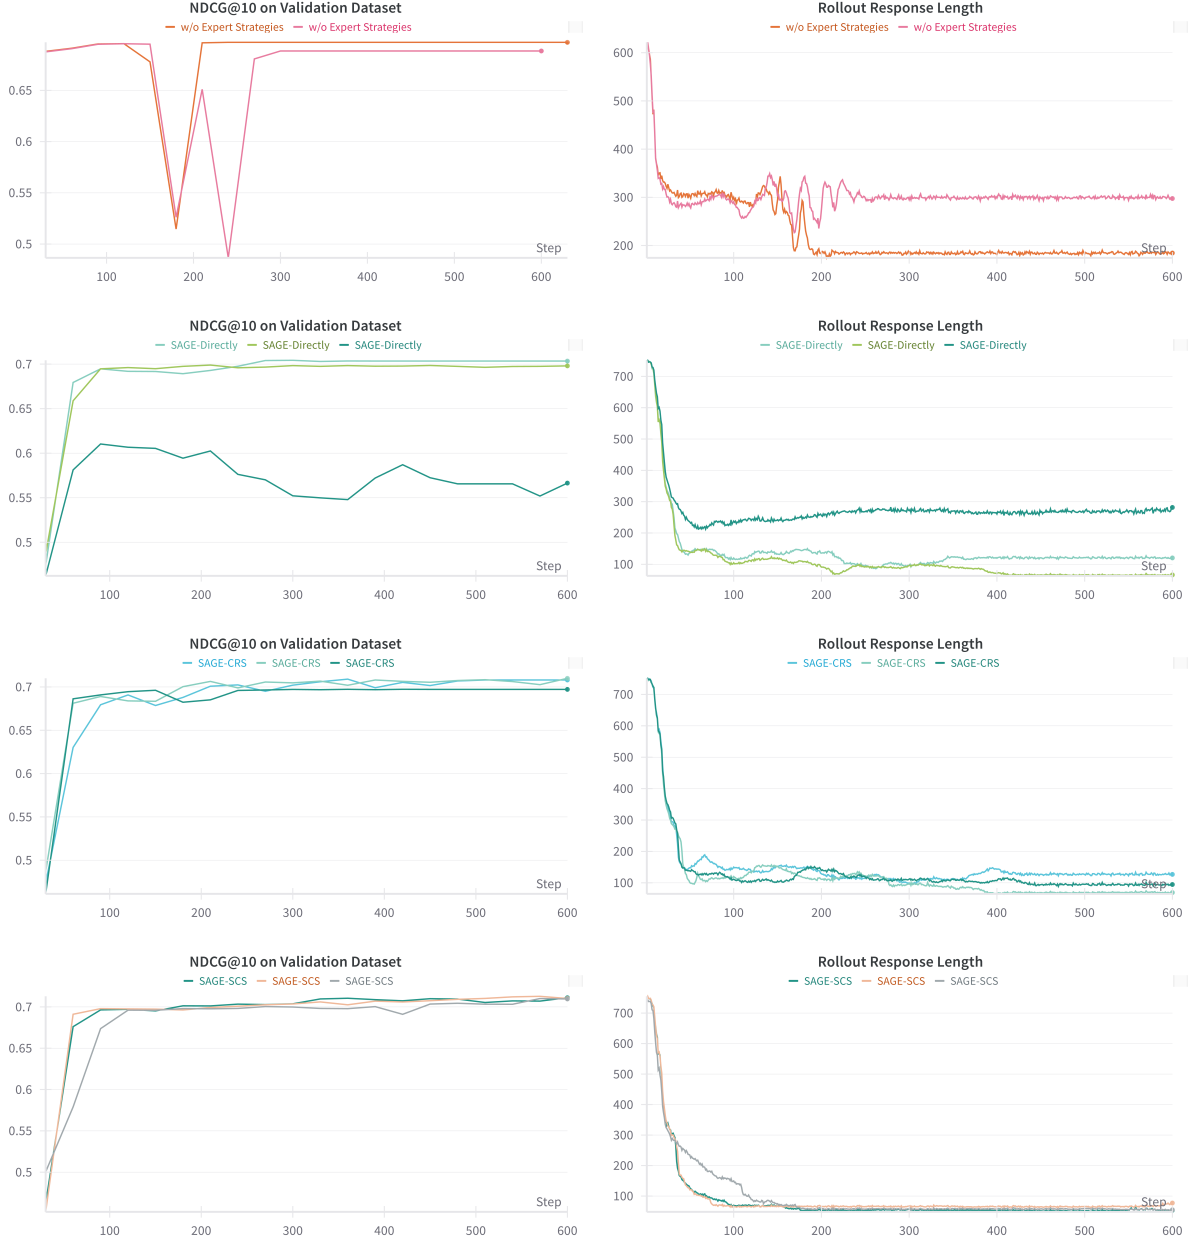 NDCG@10 on Validation Dataset
w/o Expert Strategies w/o Expert Strategies
0.65
0.6
0.55
0.5
Step
100 200 300 400 500 600
Rollout Response Length
w/o Expert Strategies w/o Expert Strategies
600
500
400
300
200
Step
100 200 300 400 500 600
NDCG@10 on Validation Dataset
SAGE-Directly SAGE-Directly SAGE-Directly
0.7
0.65
0.6
0.55
0.5
Step
100 200 300 400 500 600
Rollout Response Length
SAGE-Directly SAGE-Directly SAGE-Directly
700
600
500
400
300
200
100
Step
100 200 300 400 500 600
NDCG@10 on Validation Dataset
SAGE-CRS SAGE-CRS SAGE-CRS
0.7
0.65
0.6
0.55
0.5
Step
100 200 300 400 500 600
Rollout Response Length
SAGE-CRS SAGE-CRS SAGE-CRS
700
600
500
400
300
200
100
Step
100 200 300 400 500 600
NDCG@10 on Validation Dataset
SAGE-SCS SAGE-SCS SAGE-SCS
0.7
0.65
0.6
0.55
0.5
Step
100 200 300 400 500 600
Rollout Response Length
SAGE-SCS SAGE-SCS SAGE-SCS
700
600
500
400
300
200
100
Step
100 200 300 400 500 600